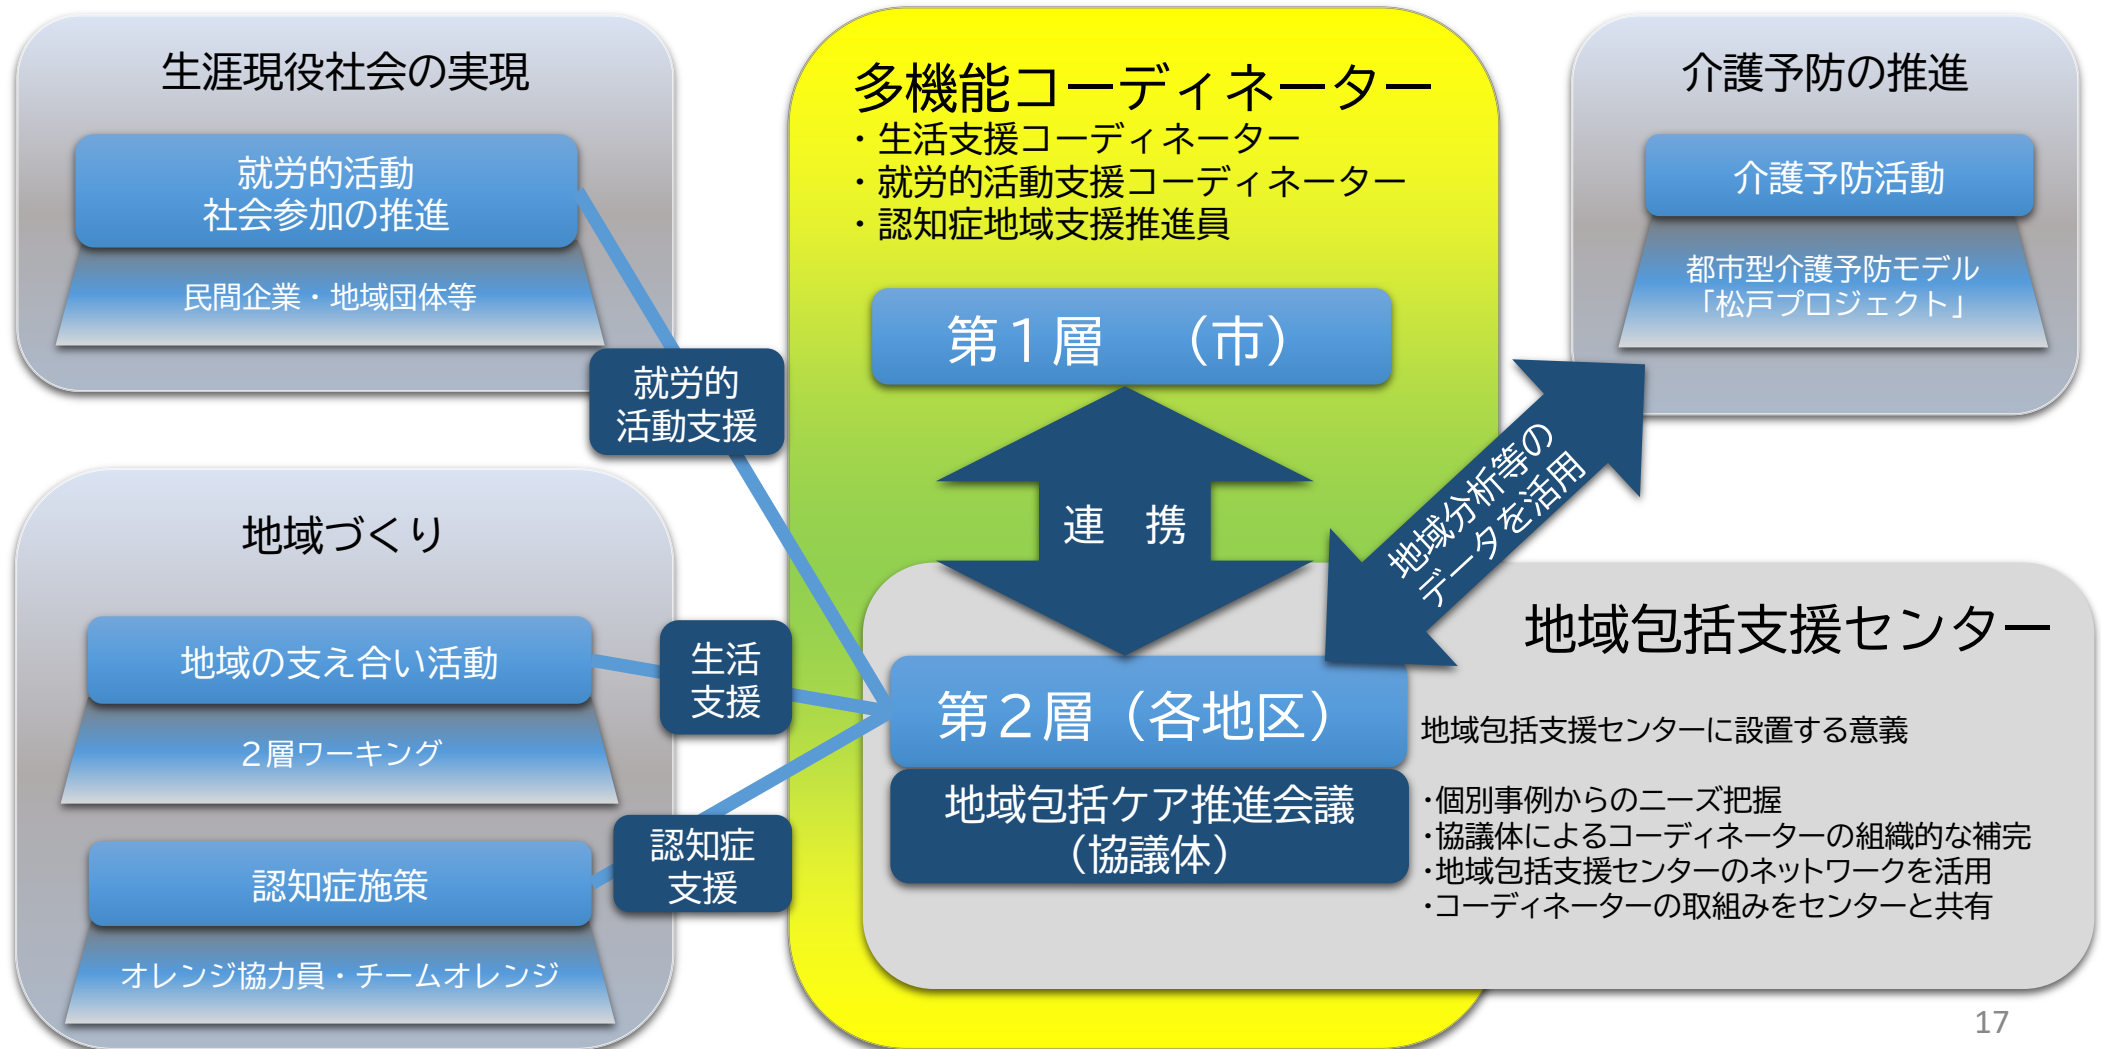 生涯現役社会の実現
就労的活動
社会参加の推進
民間企業・地域団体等
就労的
活動支援
地域づくり
地域の支え合い活動
２層ワーキング
生活
支援
認知症施策
オレンジ協力員・チームオレンジ
認知症
支援
多機能コーディネーター
・生活支援コーディネーター
・就労的活動支援コーディネーター
・認知症地域支援推進員
第１層　（市）
連　携
第２層（各地区）
地域包括ケア推進会議
（協議体）
介護予防の推進
介護予防活動
都市型介護予防モデル
「松戸プロジェクト」
地域分析等の
データを活用
地域包括支援センター
地域包括支援センターに設置する意義
・個別事例からのニーズ把握
・協議体によるコーディネーターの組織的な補完
・地域包括支援センターのネットワークを活用
・コーディネーターの取組みをセンターと共有
17